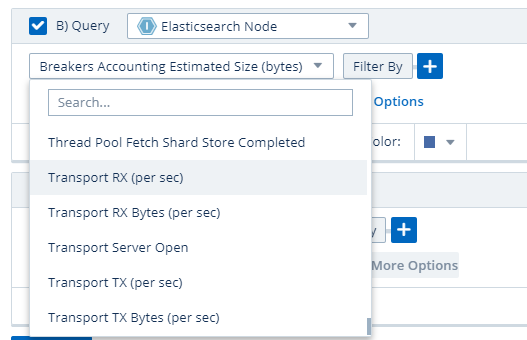 B) Query
Elasticsearch Node
Breakers Accounting Estimated Size (bytes)
Filter By
Search...
Options
Thread Pool Fetch Shard Store Completed
olor:
Transport RX (per sec)
Transport RX Bytes (per sec)
y
Transport Server Open
More Options
Transport TX (per sec)
Transport TX Bytes (per sec)